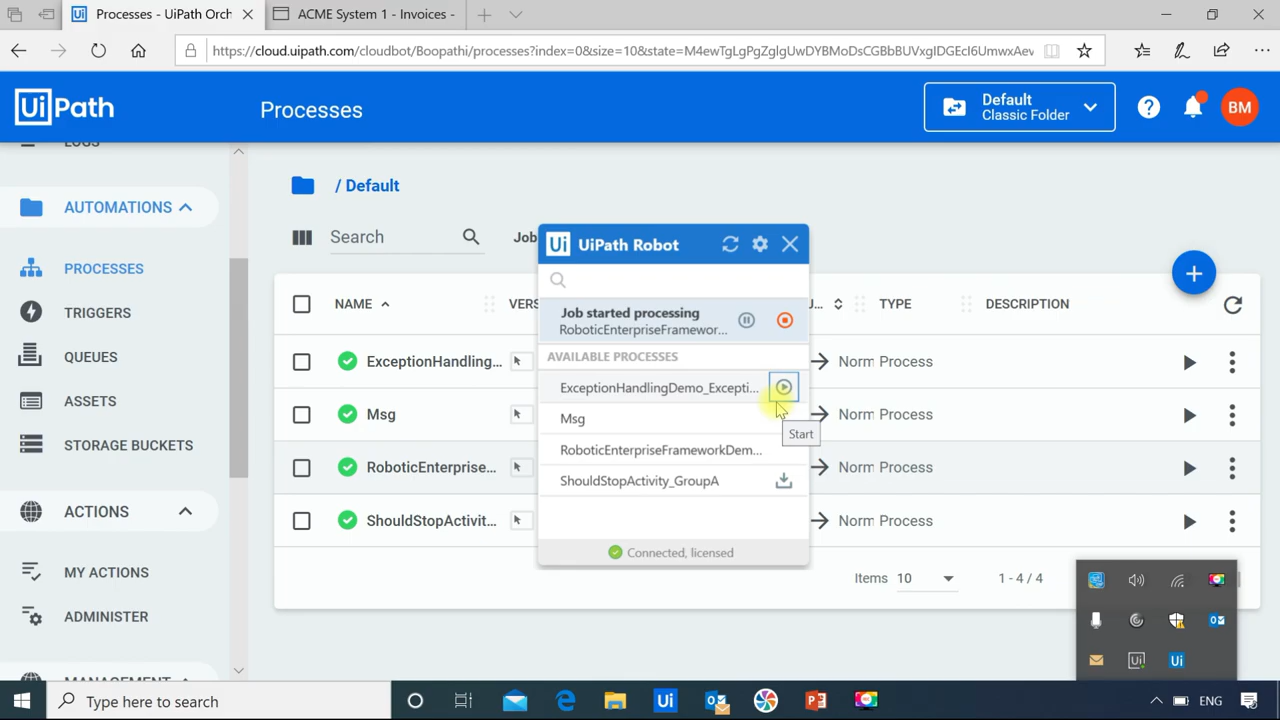 Processes - UiPath Orch
ACME System 1 - Invoices -
https://cloud.uipath.com/cloudbot/Boopathi/processes?index=0&size=10&state=M4ewTgLgPgZglgUwDYBMoDsCGBbBUVxgIDGEcI6UmwxAev
UiPath
Processes
Default
Classic Folder
?
BM
LOGS
/ Default
AUTOMATIONS
Search
Job
UiPath Robot
PROCESSES
NAME
VERS
Job started processing
RoboticEnterpriseFramewor...
TYPE
DESCRIPTION
TRIGGERS
AVAILABLE PROCESSES
QUEUES
ExceptionHandling...
ExceptionHandlingDemo_Excepti...
Norm Process
ASSETS
Msg
Msg
Start
Norm Process
STORAGE BUCKETS
RoboticEnterprise...
RoboticEnterpriseFrameworkDem...
Norm Process
ShouldStopActivity_GroupA
ACTIONS
ShouldStopActivit...
Norm Process
Connected, licensed
MY ACTIONS
Items 10
1 - 4 / 4
ADMINISTER
MANAGEMENT
Type here to search
ENG